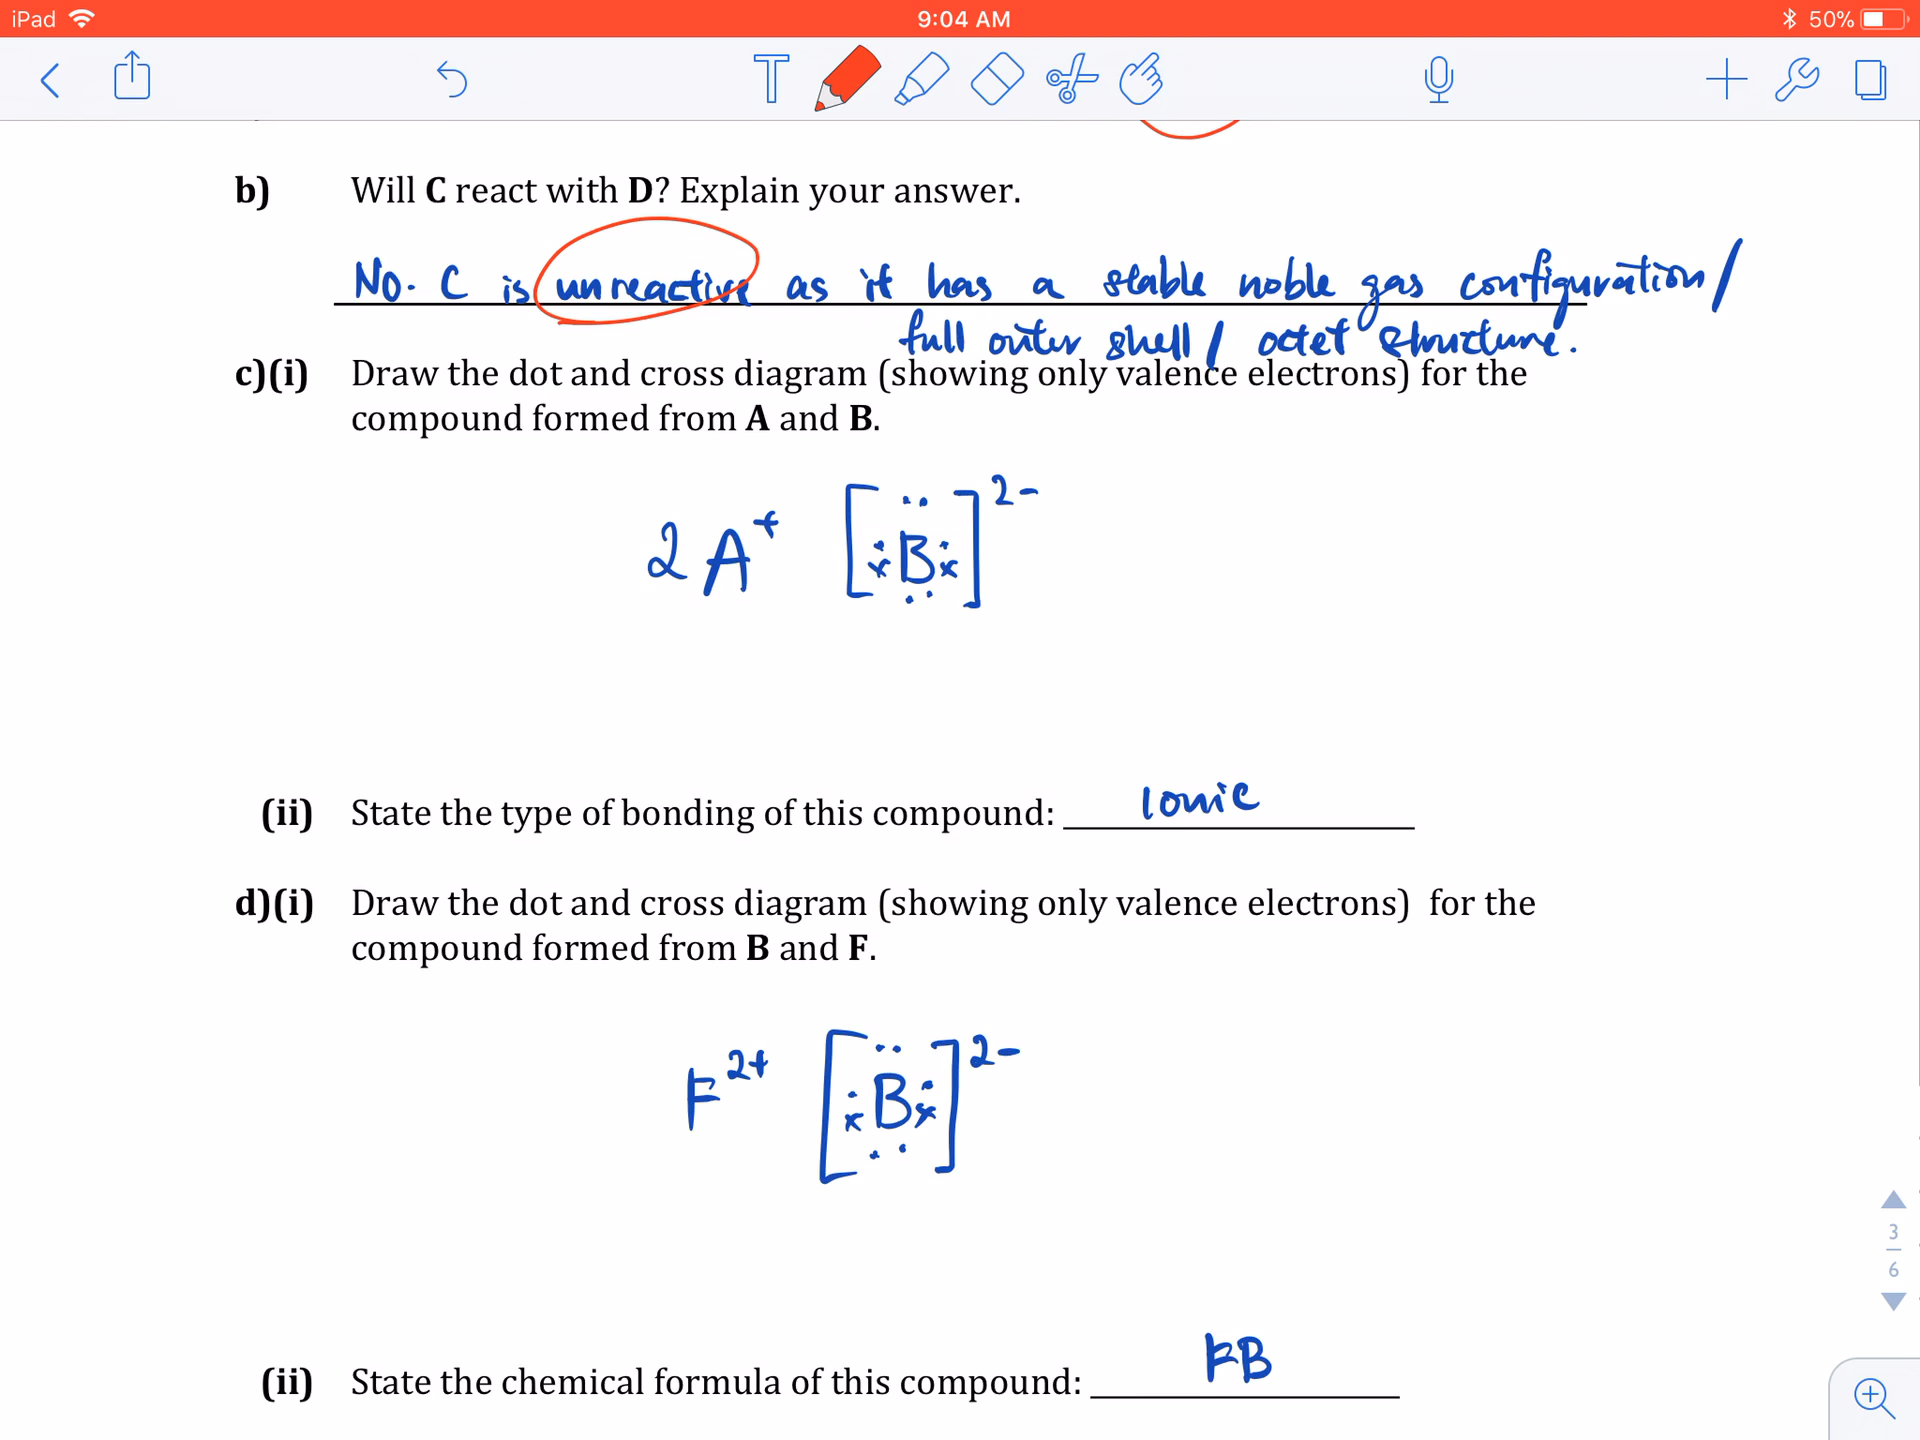 iPad 9:04 AM 50%
T
b) Will C react with D? Explain your answer.
No. C is unreactive as it has a stable noble gas configuration/
full outer shell/ octet structure.
c)(i) Draw the dot and cross diagram (showing only valence electrons) for the
compound formed from A and B.
2 A+ [B]2-
(ii) State the type of bonding of this compound: Ionic
d)(i) Draw the dot and cross diagram (showing only valence electrons) for the
compound formed from B and F.
F2+ [B]2-
3
6
(ii) State the chemical formula of this compound: FB